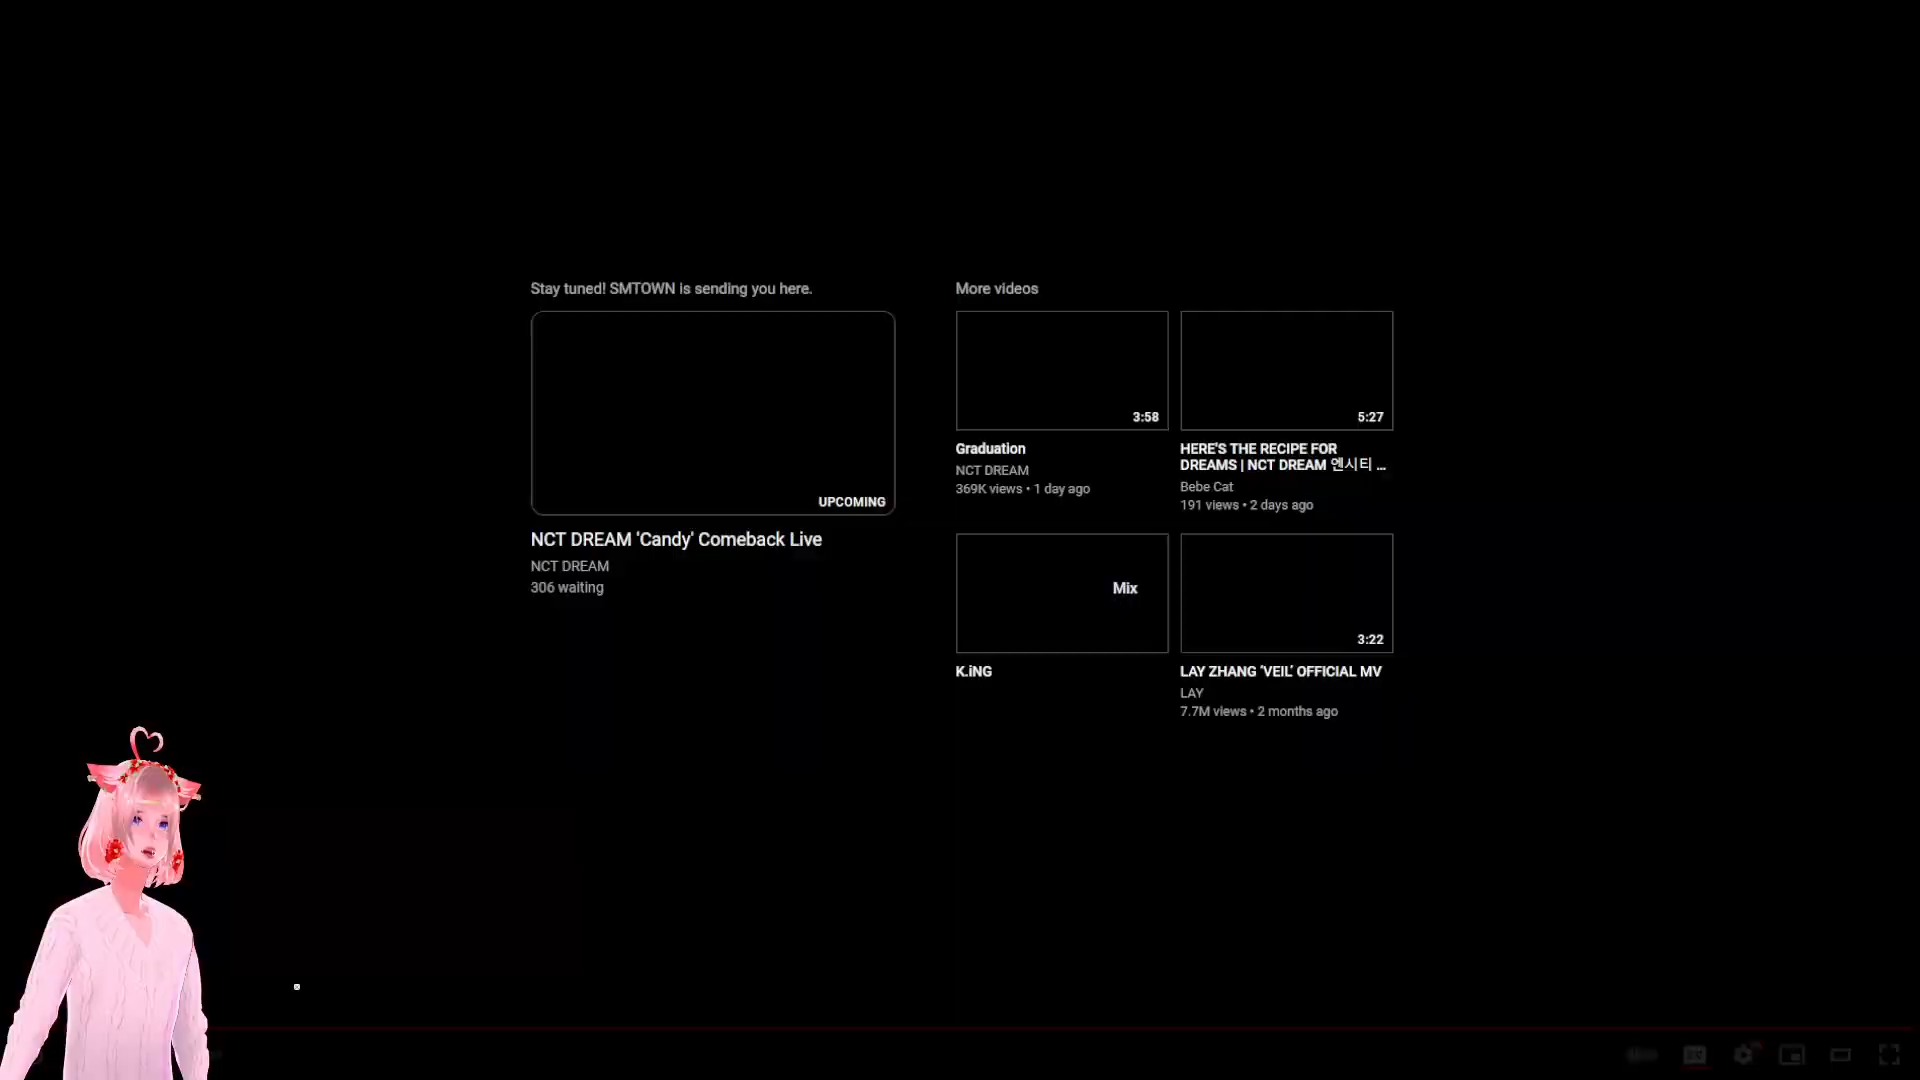 Stay tuned! SMTOWN is sending you here.
UPCOMING
NCT DREAM 'Candy' Comeback Live
NCT DREAM
306 waiting
More videos
3:58
Graduation
NCT DREAM
369K views • 1 day ago
5:27
HERE'S THE RECIPE FOR
DREAMS | NCT DREAM 엔시티 ...
Bebe Cat
191 views • 2 days ago
Mix
K.iNG
3:22
LAY ZHANG 'VEIL' OFFICIAL MV
LAY
7.7M views • 2 months ago